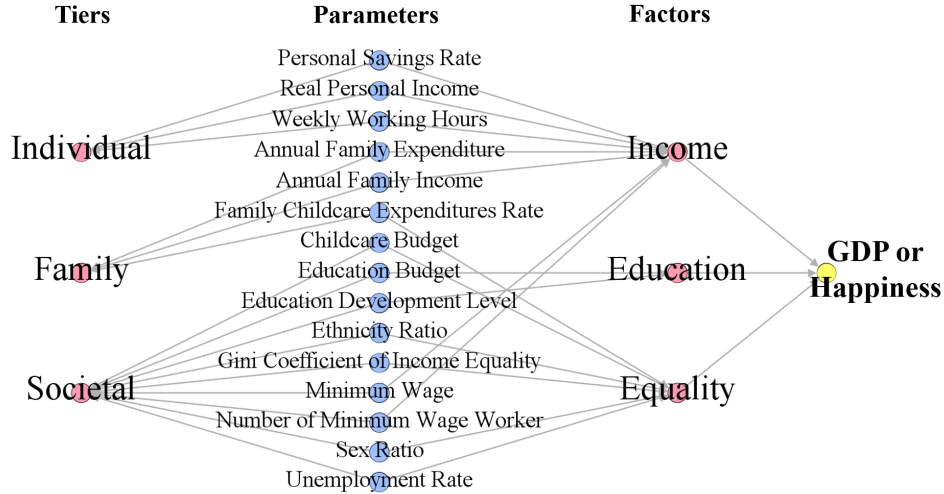 Tiers
Parameters
Factors
Personal Savings Rate
Real Personal Income
Weekly Working Hours
Individual
Annual Family Expenditure
Income
Annual Family Income
Family Childcare Expenditures Rate
Childcare Budget
Family
Education Budget
Education
GDP or
Happiness
Education Development Level
Ethnicity Ratio
Gini Coefficient of Income Equality
Societal
Minimum Wage
Equality
Number of Minimum Wage Worker
Sex Ratio
Unemployment Rate